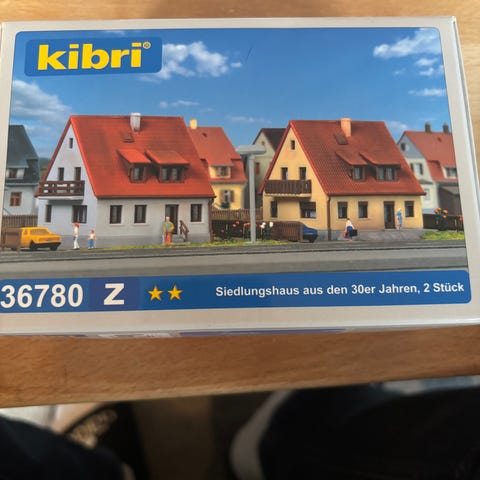 kibri®
36780 Z Siedlungshaus aus den 30er Jahren, 2 Stück